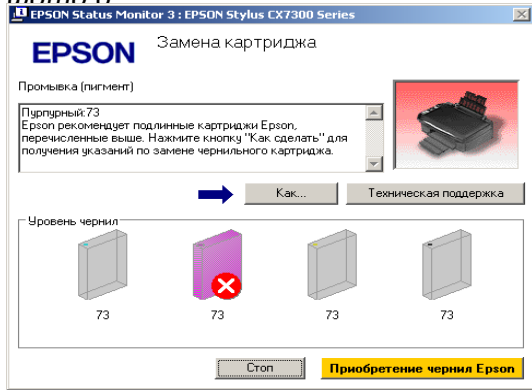 EPSON Status Monitor 3 : EPSON Stylus CX7300 Series
EPSON
Замена картриджа
Промывка (пигмент)
Пурпурный:73
Epson рекомендует подлинные картриджи Epson,
перечисленные выше. Нажмите кнопку "Как сделать" для
получения указаний по замене чернильного картриджа.
Как...
Техническая поддержка
Уровень чернил
73
73
73
73
Стоп
Приобретение чернил Epson